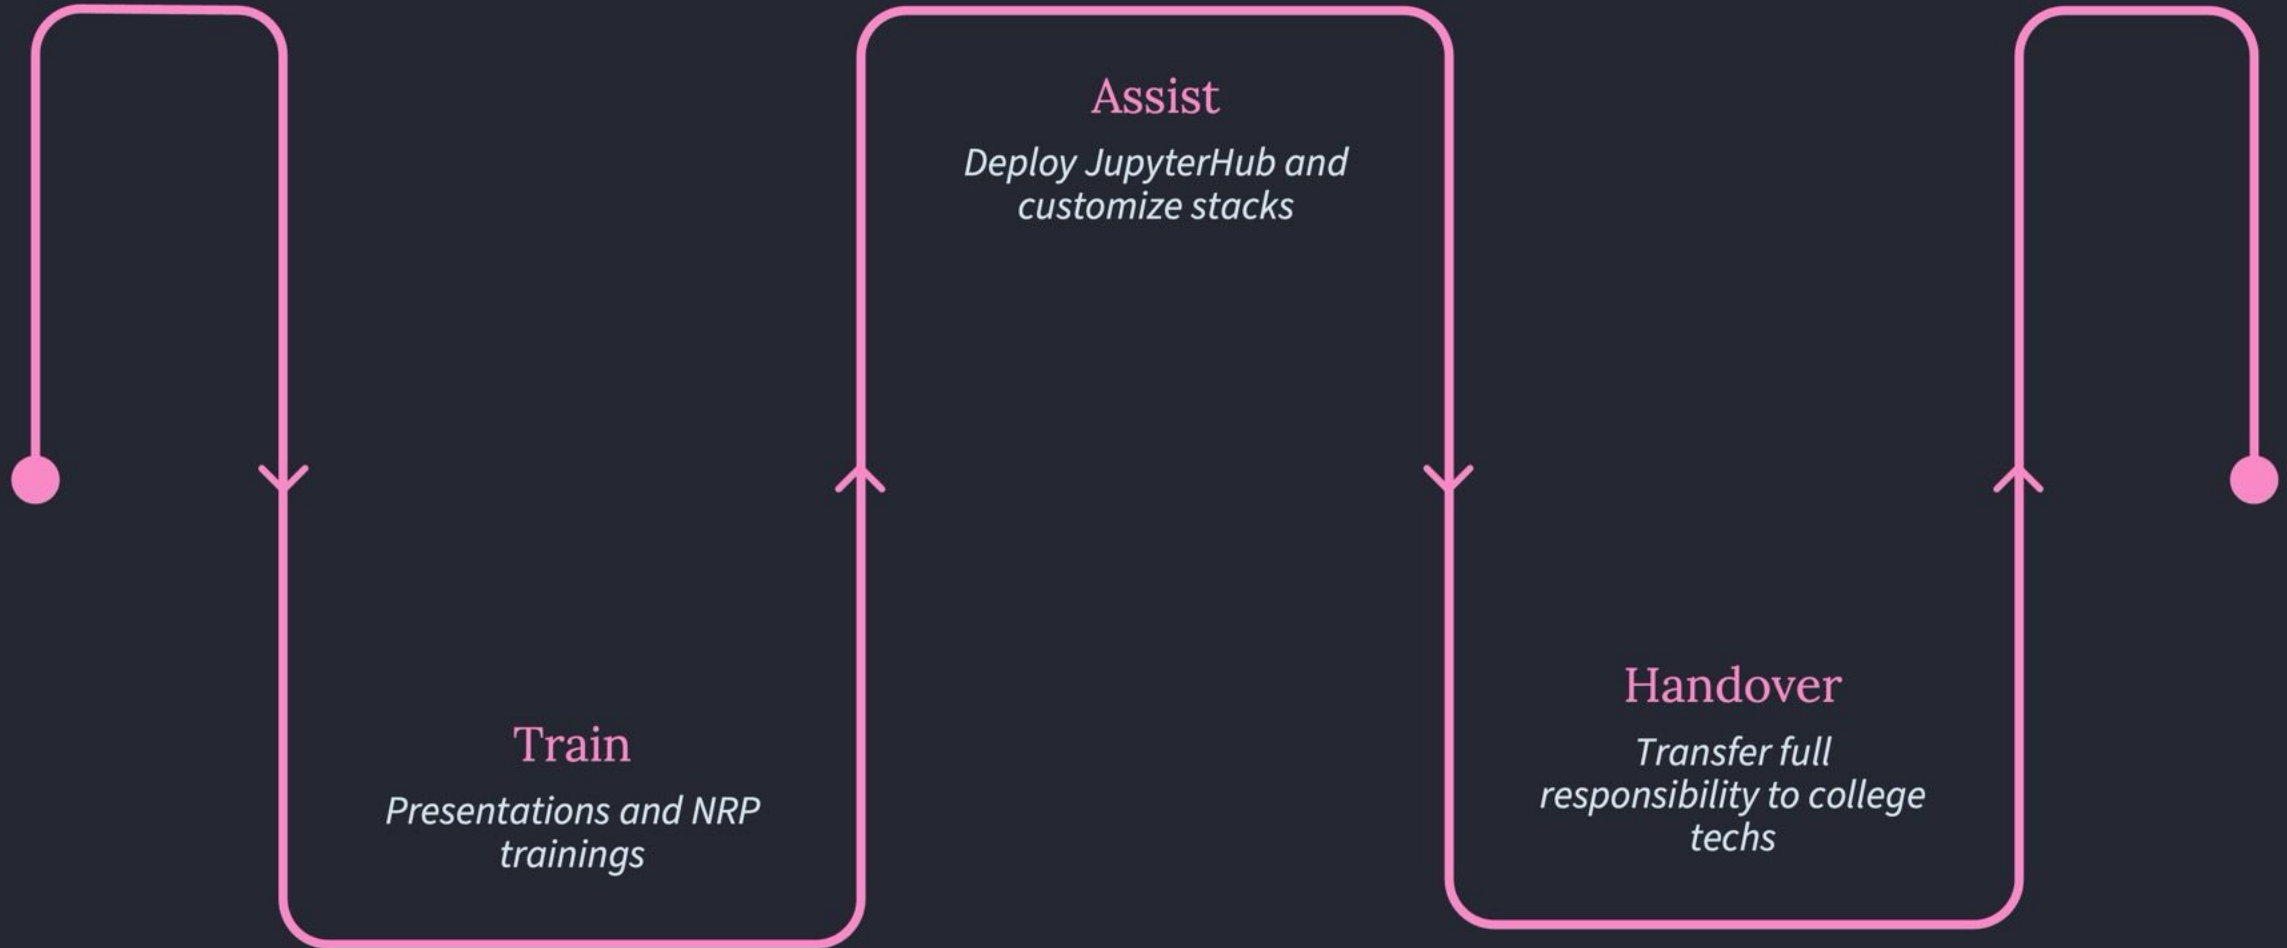 Train
Presentations and NRP
trainings
Assist
Deploy JupyterHub and
customize stacks
Handover
Transfer full
responsibility to college
techs